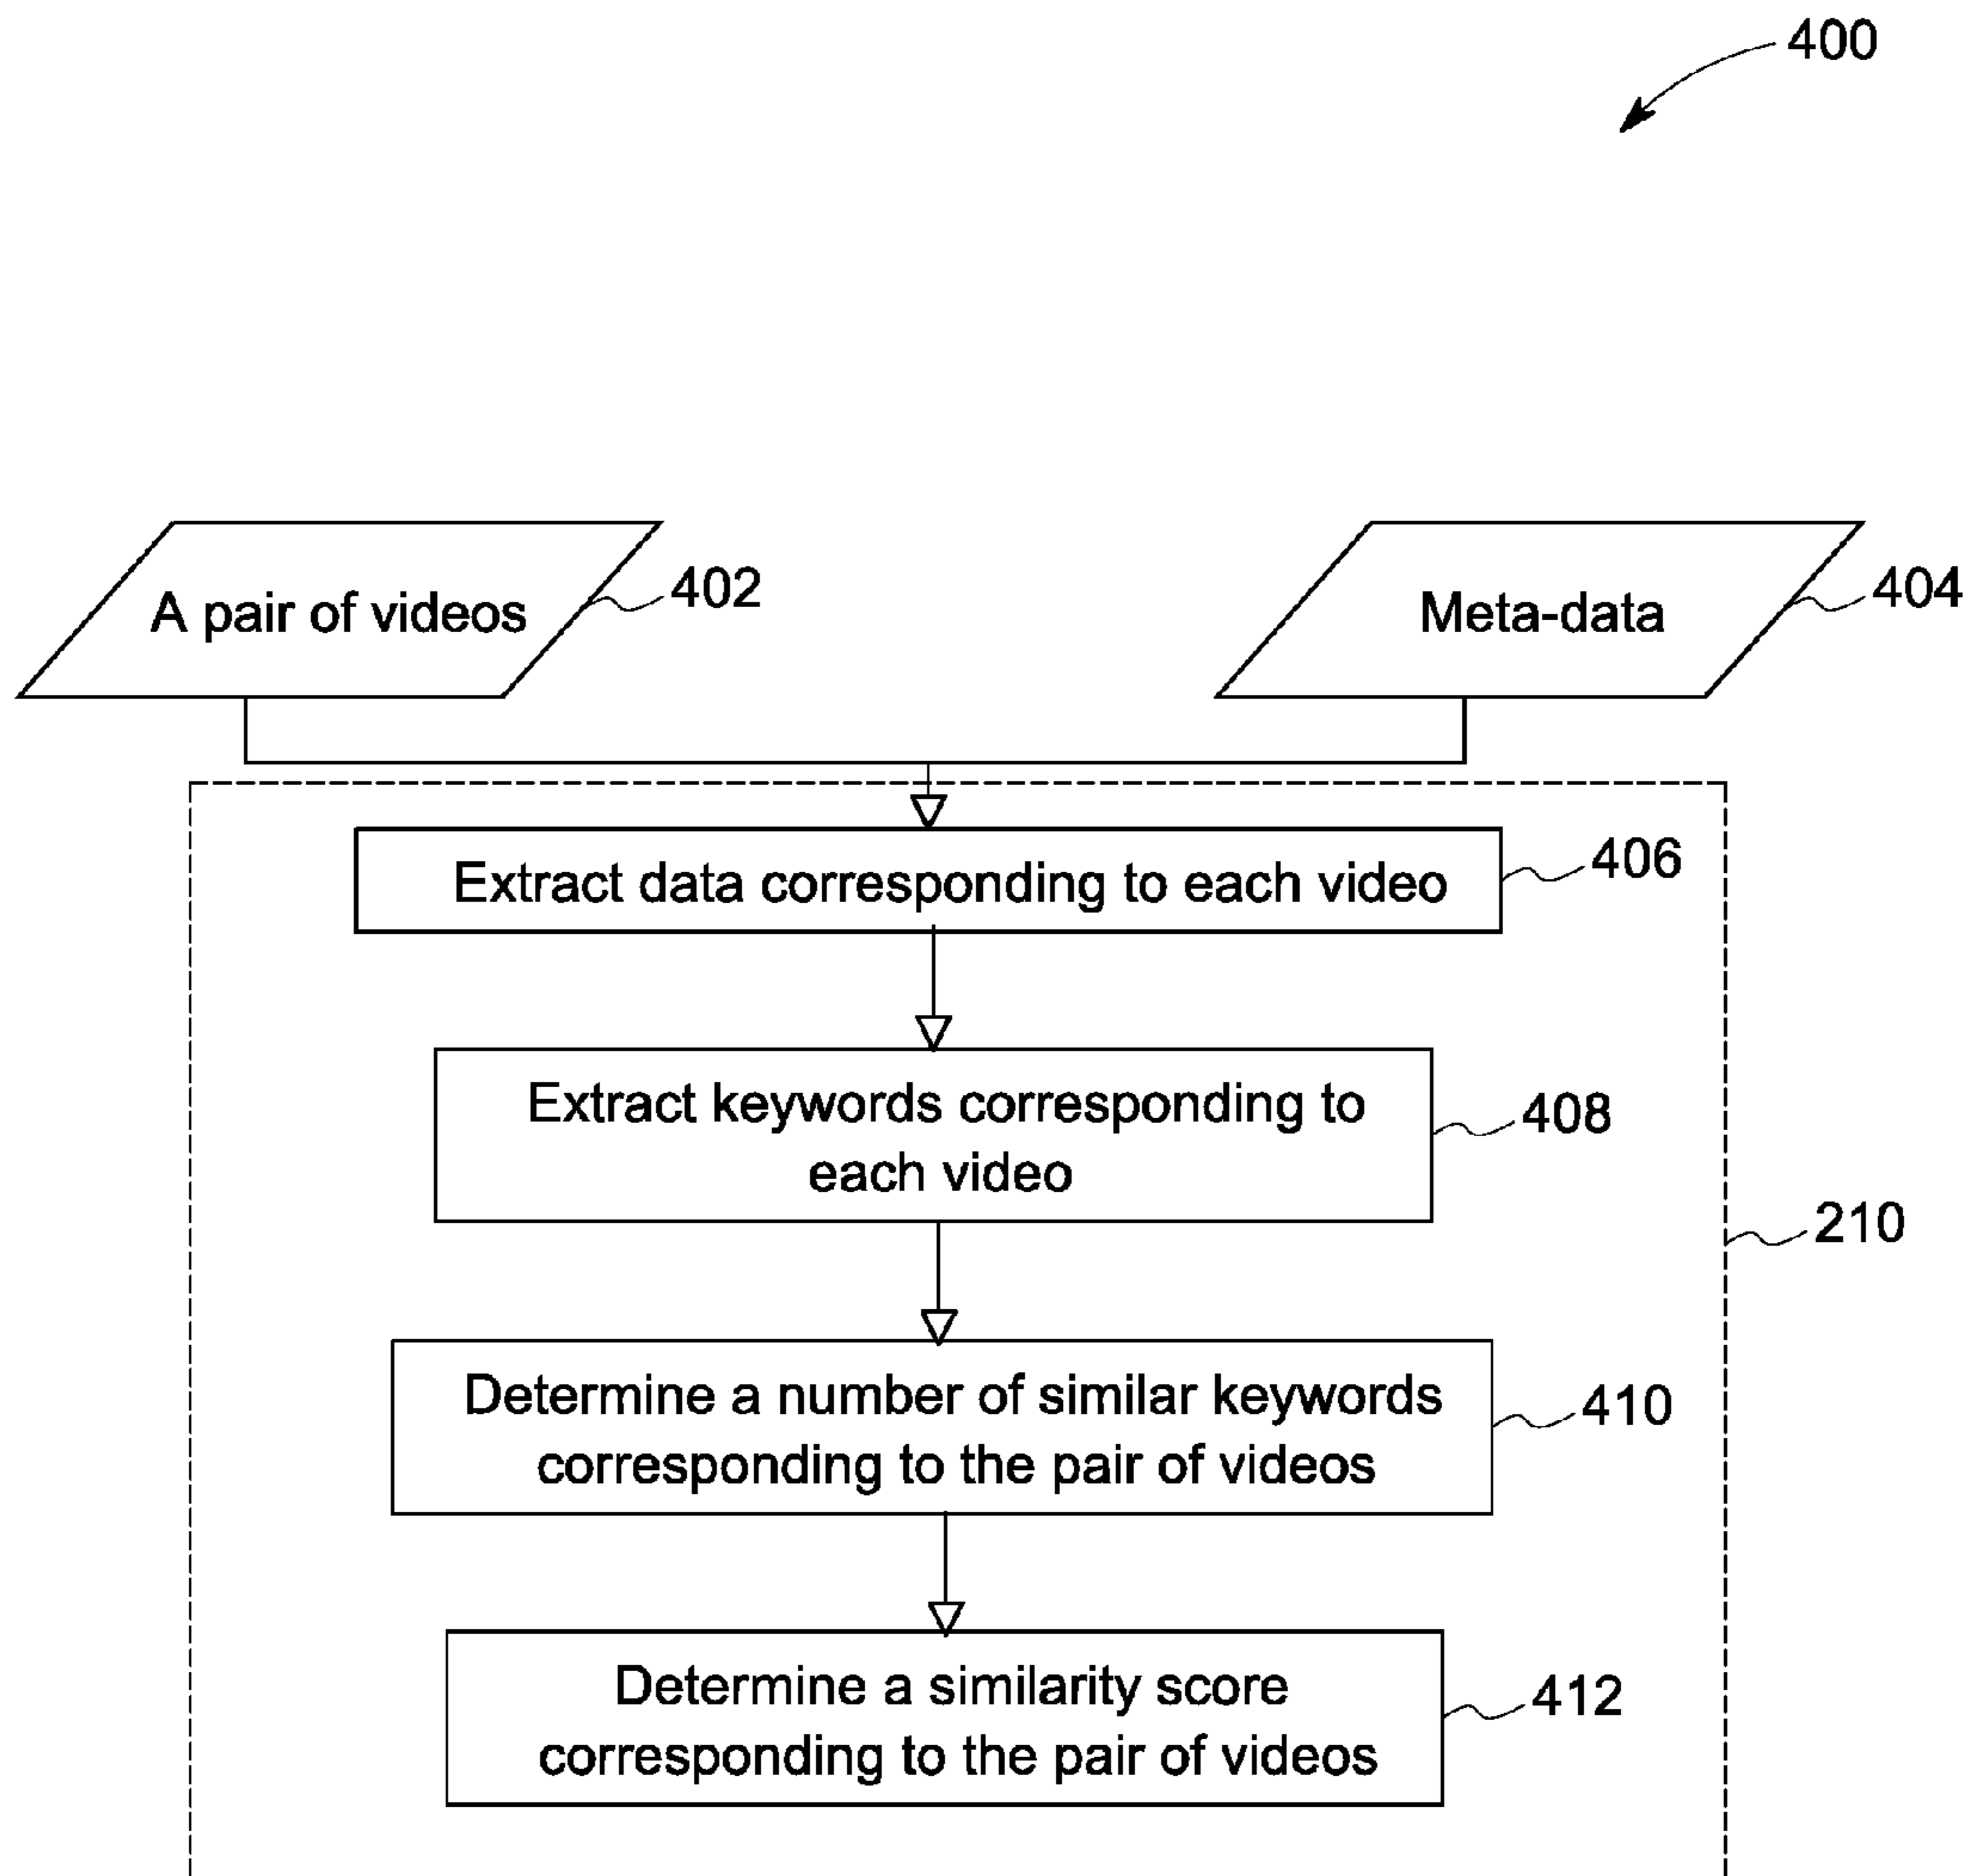 400
A pair of videos
402
Meta-data
404
Extract data corresponding to each video
406
Extract keywords corresponding to
each video
408
210
Determine a number of similar keywords
corresponding to the pair of videos
410
Determine a similarity score
corresponding to the pair of videos
412